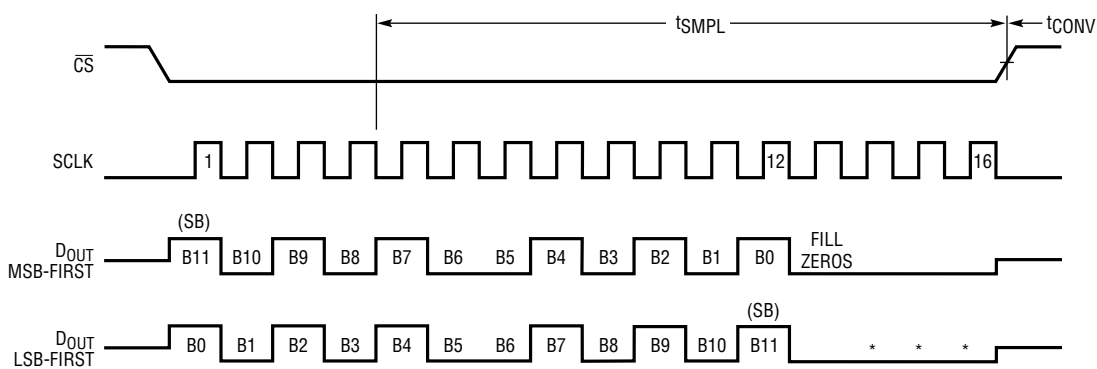 tSMPL tCONV
CS
SCLK 1 12 16
(SB)
DOUT
MSB-FIRST
B11 B10 B9 B8 B7 B6 B5 B4 B3 B2 B1 B0
FILL
ZEROS
(SB)
DOUT
LSB-FIRST
B0 B1 B2 B3 B4 B5 B6 B7 B8 B9 B10 B11 * * *